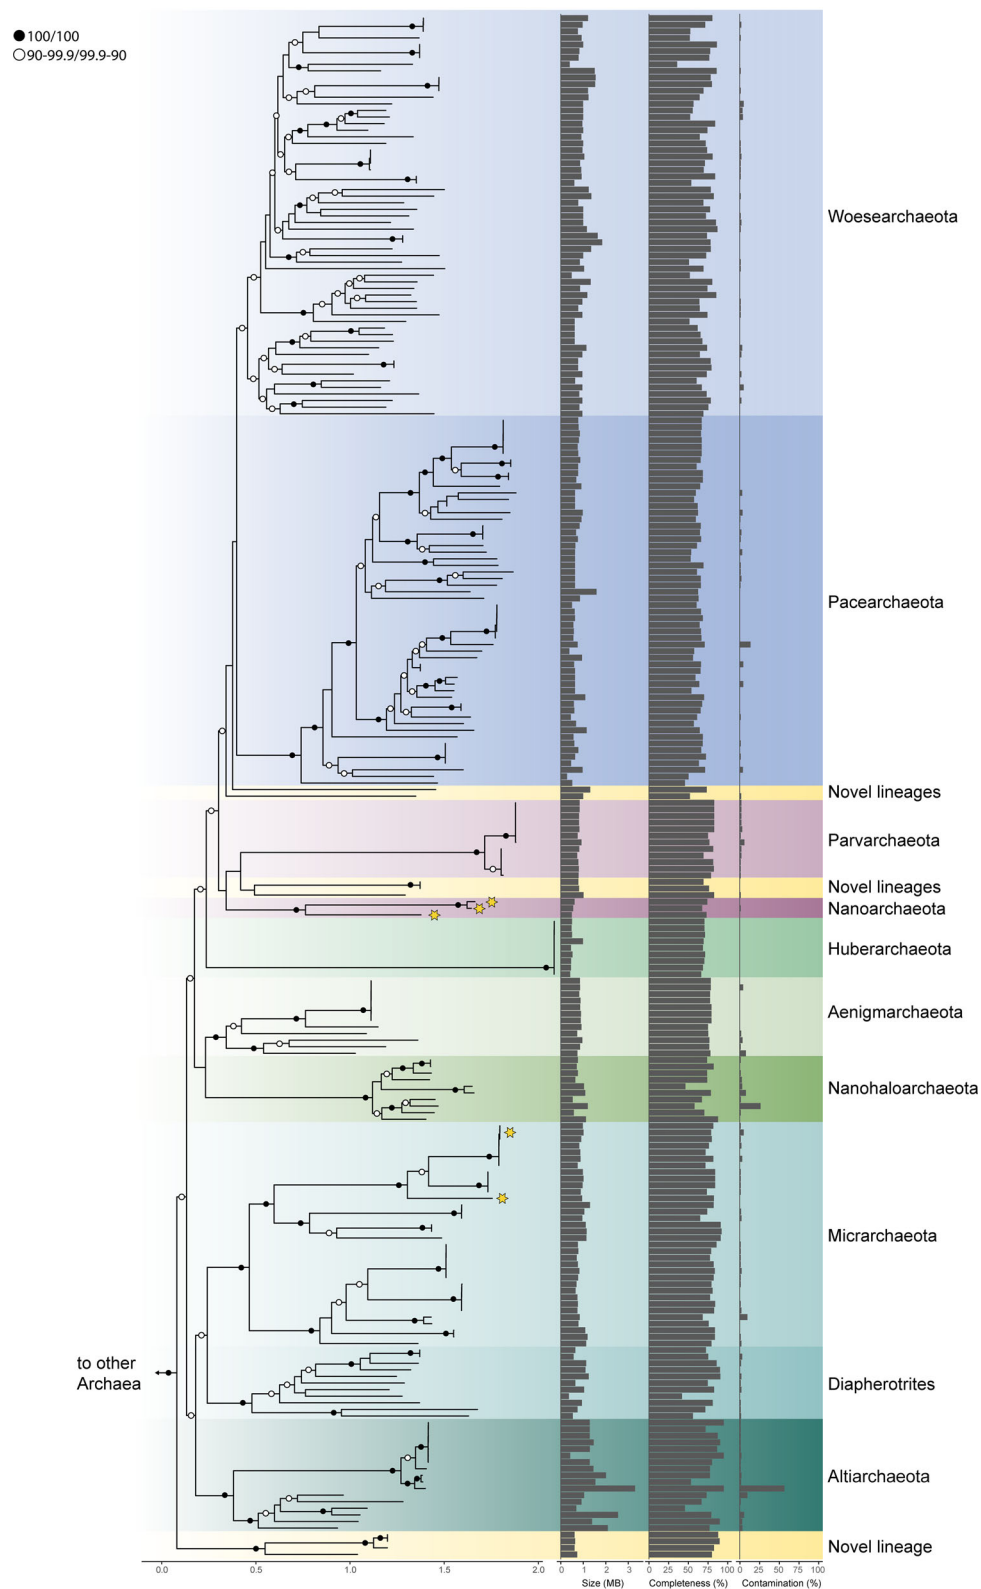 100/100
90-99.9/99.9-90
Woesearchaeota
Pacearchaeota
Novel lineages
Parvarchaeota
Novel lineages
Nanoarchaeota
Huberarchaeota
Aenigmarchaeota
Nanohaloarchaeota
Micrarchaeota
to other
Archaea
Diapherotrites
Altiarchaeota
Novel lineage
0.0 0.5 1.0 1.5 2.0 0 1 2 3 0 25 50 75 100 0 25 50 75 100
Size (MB) Completeness (%) Contamination (%)